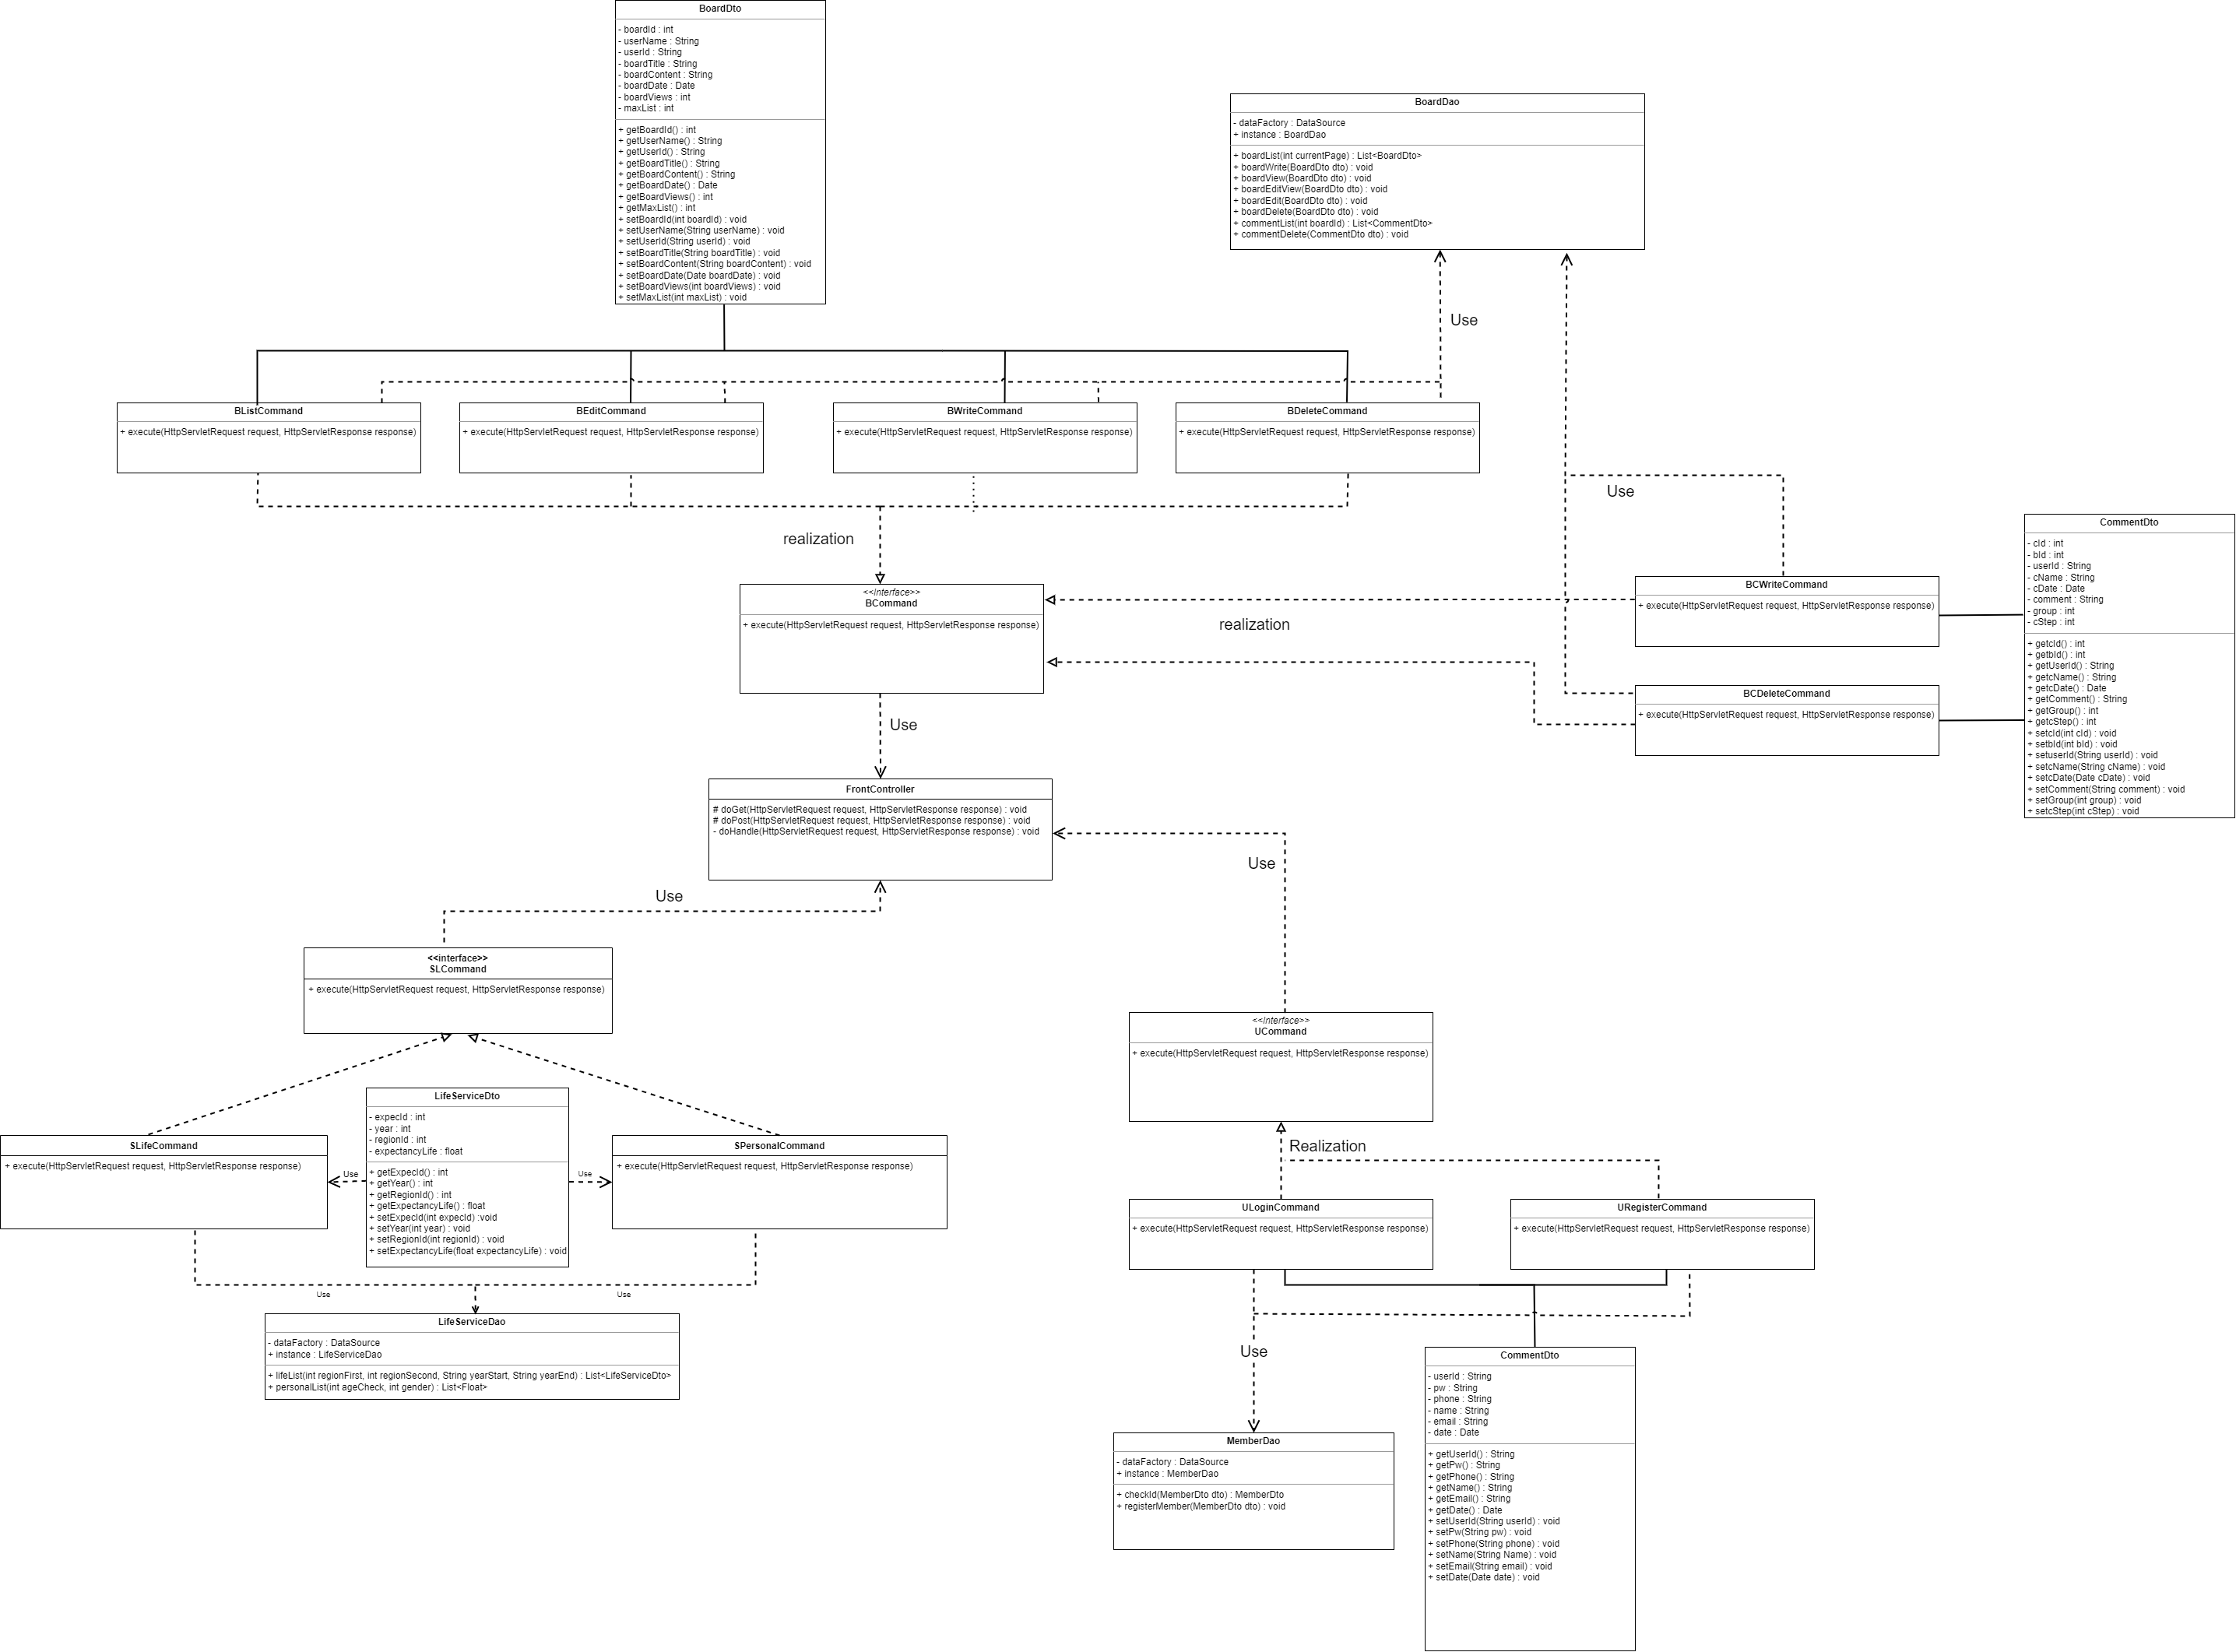 BoardDto
- boardId : int
- userName : String
- userId : String
- boardTitle : String
- boardContent : String
- boardDate : Date
- boardViews : int
- maxList : int
+ getBoardId() : int
+ getUserName() : String
+ getUserId() : String
+ getBoardTitle() : String
+ getBoardContent() : String
+ getBoardDate() : Date
+ getBoardViews() : int
+ getMaxList() : int
+ setBoardId(int boardId) : void
+ setUserName(String userName) : void
+ setUserId(String userId) : void
+ setBoardTitle(String boardTitle) : void
+ setBoardContent(String boardContent) : void
+ setBoardDate(Date boardDate) : void
+ setBoardViews(int boardViews) : void
+ setMaxList(int maxList) : void
BoardDao
- dataFactory : DataSource
+ instance : BoardDao
+ boardList(int currentPage) : List<BoardDto>
+ boardWrite(BoardDto dto) : void
+ boardView(BoardDto dto) : void
+ boardEditView(BoardDto dto) : void
+ boardEdit(BoardDto dto) : void
+ boardDelete(BoardDto dto) : void
+ commentList(int boardId) : List<CommentDto>
+ commentDelete(CommentDto dto) : void
Use
BListCommand
+ execute(HttpServletRequest request, HttpServletResponse response)
BEditCommand
+ execute(HttpServletRequest request, HttpServletResponse response)
BWriteCommand
+ execute(HttpServletRequest request, HttpServletResponse response)
BDeleteCommand
+ execute(HttpServletRequest request, HttpServletResponse response)
Use
realization
<<Interface>>
BCommand
+ execute(HttpServletRequest request, HttpServletResponse response)
realization
BCWriteCommand
+ execute(HttpServletRequest request, HttpServletResponse response)
BCDeleteCommand
+ execute(HttpServletRequest request, HttpServletResponse response)
CommentDto
- cId : int
- bId : int
- userId : String
- cName : String
- cDate : Date
- comment : String
- group : int
- cStep : int
+ getcId() : int
+ getbId() : int
+ getUserId() : String
+ getcName() : String
+ getcDate() : Date
+ getComment() : String
+ getGroup() : int
+ getcStep() : int
+ setcId(int cId) : void
+ setbId(int bId) : void
+ setuserId(String userId) : void
+ setcName(String cName) : void
+ setcDate(Date cDate) : void
+ setComment(String comment) : void
+ setGroup(int group) : void
+ setcStep(int cStep) : void
Use
FrontController
# doGet(HttpServletRequest request, HttpServletResponse response) : void
# doPost(HttpServletRequest request, HttpServletResponse response) : void
- doHandle(HttpServletRequest request, HttpServletResponse response) : void
Use
Use
<<interface>>
SLCommand
+ execute(HttpServletRequest request, HttpServletResponse response)
<<Interface>>
UCommand
+ execute(HttpServletRequest request, HttpServletResponse response)
SLifeCommand
+ execute(HttpServletRequest request, HttpServletResponse response)
Use
LifeServiceDto
- expecId : int
- year : int
- regionId : int
- expectancyLife : float
+ getExpecId() : int
+ getYear() : int
+ getRegionId() : int
+ getExpectancyLife() : float
+ setExpecId(int expecId) :void
+ setYear(int year) : void
+ setRegionId(int regionId) : void
+ setExpectancyLife(float expectancyLife) : void
Use
SPersonalCommand
+ execute(HttpServletRequest request, HttpServletResponse response)
Realization
ULoginCommand
+ execute(HttpServletRequest request, HttpServletResponse response)
URegisterCommand
+ execute(HttpServletRequest request, HttpServletResponse response)
Use
Use
LifeServiceDao
- dataFactory : DataSource
+ instance : LifeServiceDao
+ lifeList(int regionFirst, int regionSecond, String yearStart, String yearEnd) : List<LifeServiceDto>
+ personalList(int ageCheck, int gender) : List<Float>
Use
MemberDao
- dataFactory : DataSource
+ instance : MemberDao
+ checkId(MemberDto dto) : MemberDto
+ registerMember(MemberDto dto) : void
CommentDto
- userId : String
- pw : String
- phone : String
- name : String
- email : String
- date : Date
+ getUserId() : String
+ getPw() : String
+ getPhone() : String
+ getName() : String
+ getEmail() : String
+ getDate() : Date
+ setUserId(String userId) : void
+ setPw(String pw) : void
+ setPhone(String phone) : void
+ setName(String Name) : void
+ setEmail(String email) : void
+ setDate(Date date) : void